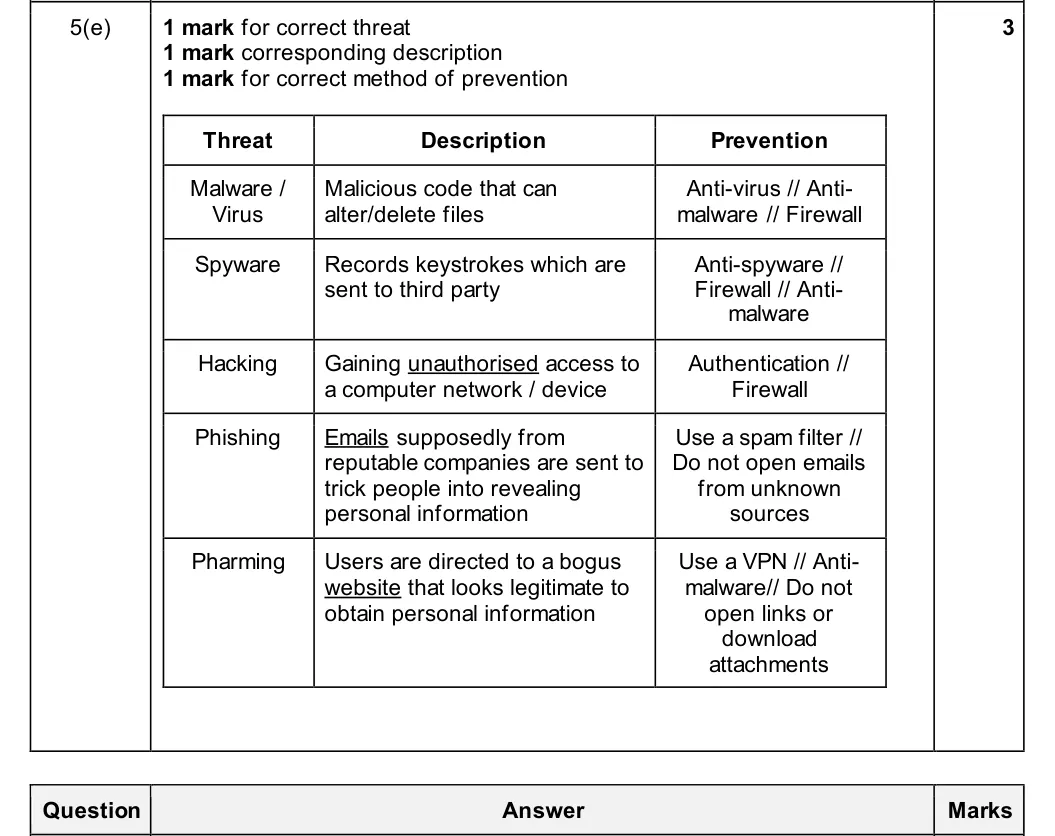 5(e)
1 mark for correct threat
1 mark corresponding description
1 mark for correct method of prevention
3
Threat
Description
Prevention
Malware /
Virus
Malicious code that can
alter/delete files
Anti-virus // Anti-
malware // Firewall
Spyware
Records keystrokes which are
sent to third party
Anti-spyware //
Firewall // Anti-
malware
Hacking
Gaining unauthorised access to
a computer network / device
Authentication //
Firewall
Phishing
Emails supposedly from
reputable companies are sent to
trick people into revealing
personal information
Use a spam filter //
Do not open emails
from unknown
sources
Pharming
Users are directed to a bogus
website that looks legitimate to
obtain personal information
Use a VPN // Anti-
malware// Do not
open links or
download
attachments
Question
Answer
Marks